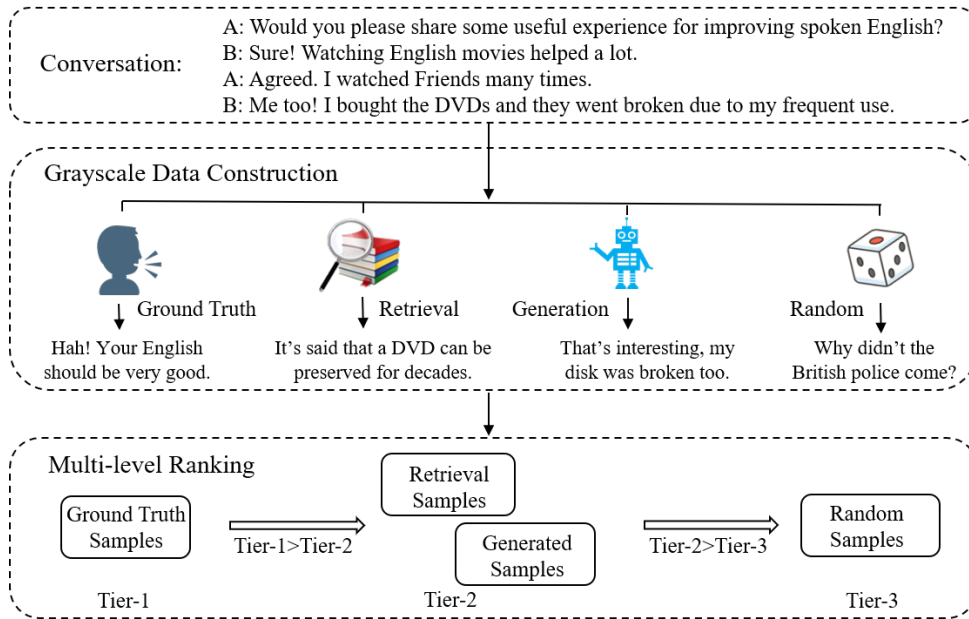 Conversation:
A: Would you please share some useful experience for improving spoken English?
B: Sure! Watching English movies helped a lot.
A: Agreed. I watched Friends many times.
B: Me too! I bought the DVDs and they went broken due to my frequent use.
Grayscale Data Construction
Ground Truth
Retrieval
Generation
Random
Hah! Your English
should be very good.
It's said that a DVD can be
preserved for decades.
That's interesting, my
disk was broken too.
Why didn't the
British police come?
Multi-level Ranking
Ground Truth
Samples
Tier-1>Tier-2
Retrieval
Samples
Generated
Samples
Tier-2>Tier-3
Random
Samples
Tier-1
Tier-2
Tier-3